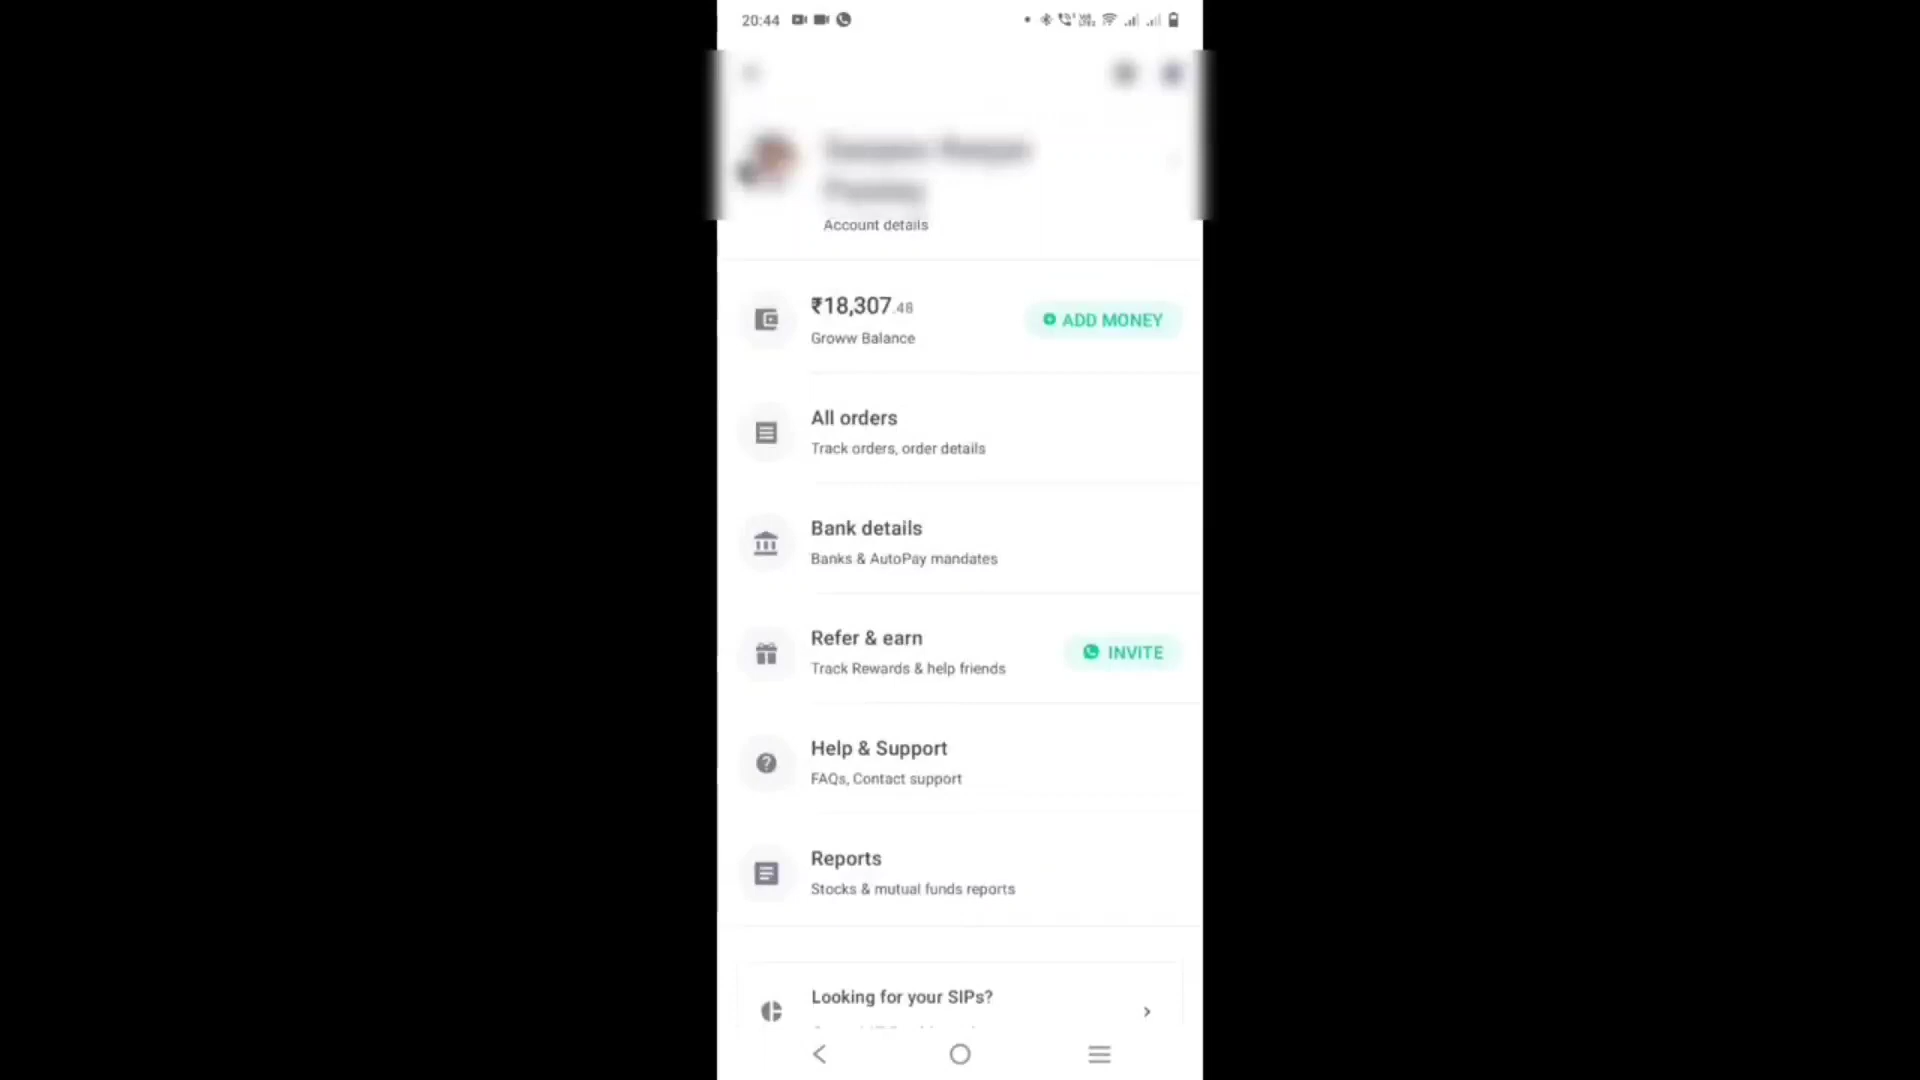 20:44
Account details
₹18,307.48
Groww Balance
ADD MONEY
All orders
Track orders, order details
Bank details
Banks & AutoPay mandates
Refer & earn
Track Rewards & help friends
INVITE
Help & Support
FAQs, Contact support
Reports
Stocks & mutual funds reports
Looking for your SIPs?